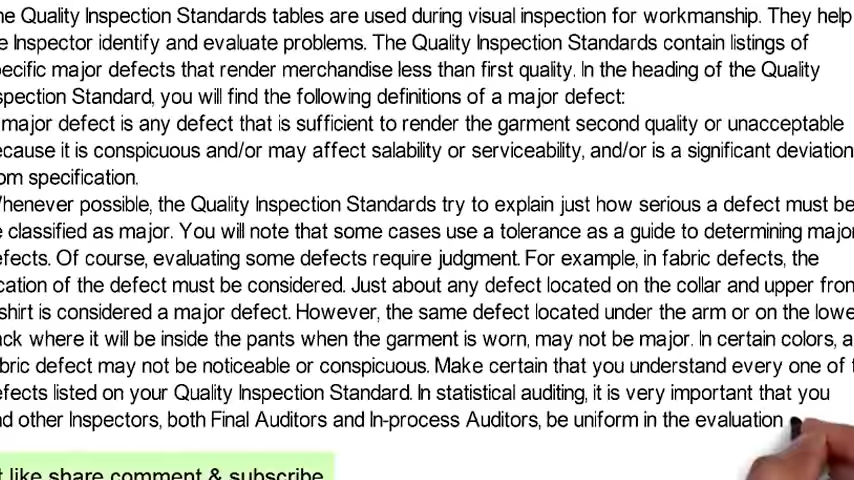 he Quality Inspection Standards tables are used during visual inspection for workmanship. They help
e Inspector identify and evaluate problems. The Quality Inspection Standards contain listings of
pecific major defects that render merchandise less than first quality. In the heading of the Quality
spection Standard, you will find the following definitions of a major defect:
major defect is any defect that is sufficient to render the garment second quality or unacceptable
ecause it is conspicuous and/or may affect salability or serviceability, and/or is a significant deviation
om specification.
henever possible, the Quality Inspection Standards try to explain just how serious a defect must be
e classified as major. You will note that some cases use a tolerance as a guide to determining major
efects. Of course, evaluating some defects require judgment. For example, in fabric defects, the
cation of the defect must be considered. Just about any defect located on the collar and upper fron
shirt is considered a major defect. However, the same defect located under the arm or on the lowe
ack where it will be inside the pants when the garment is worn, may not be major. In certain colors, a
bric defect may not be noticeable or conspicuous. Make certain that you understand every one of t
efects listed on your Quality Inspection Standard. In statistical auditing, it is very important that you
nd other Inspectors, both Final Auditors and In-process Auditors, be uniform in the evaluation
t like share comment & subscribe